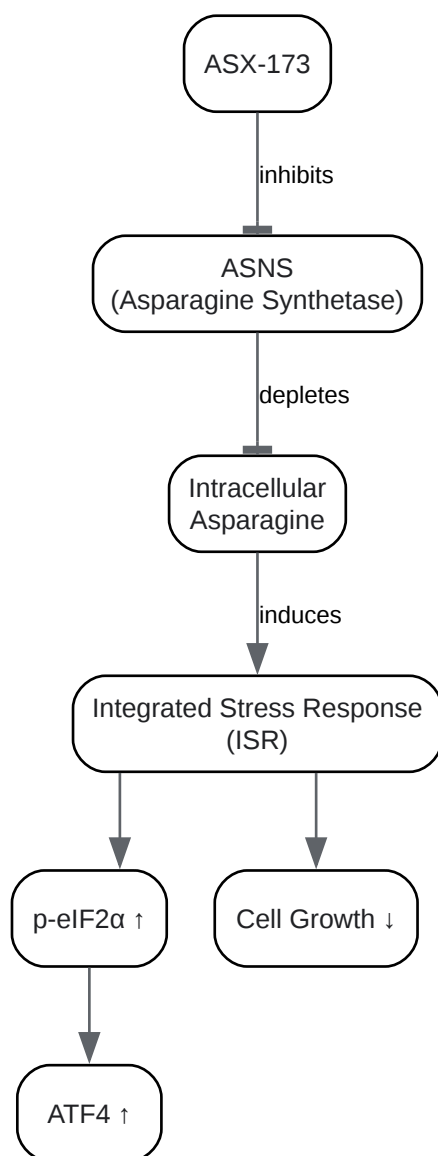 ASX-173
inhibits
ASNS
(Asparagine Synthetase)
depletes
Intracellular
Asparagine
induces
Integrated Stress Response
(ISR)
p-eIF2α ↑
Cell Growth ↓
ATF4 ↑